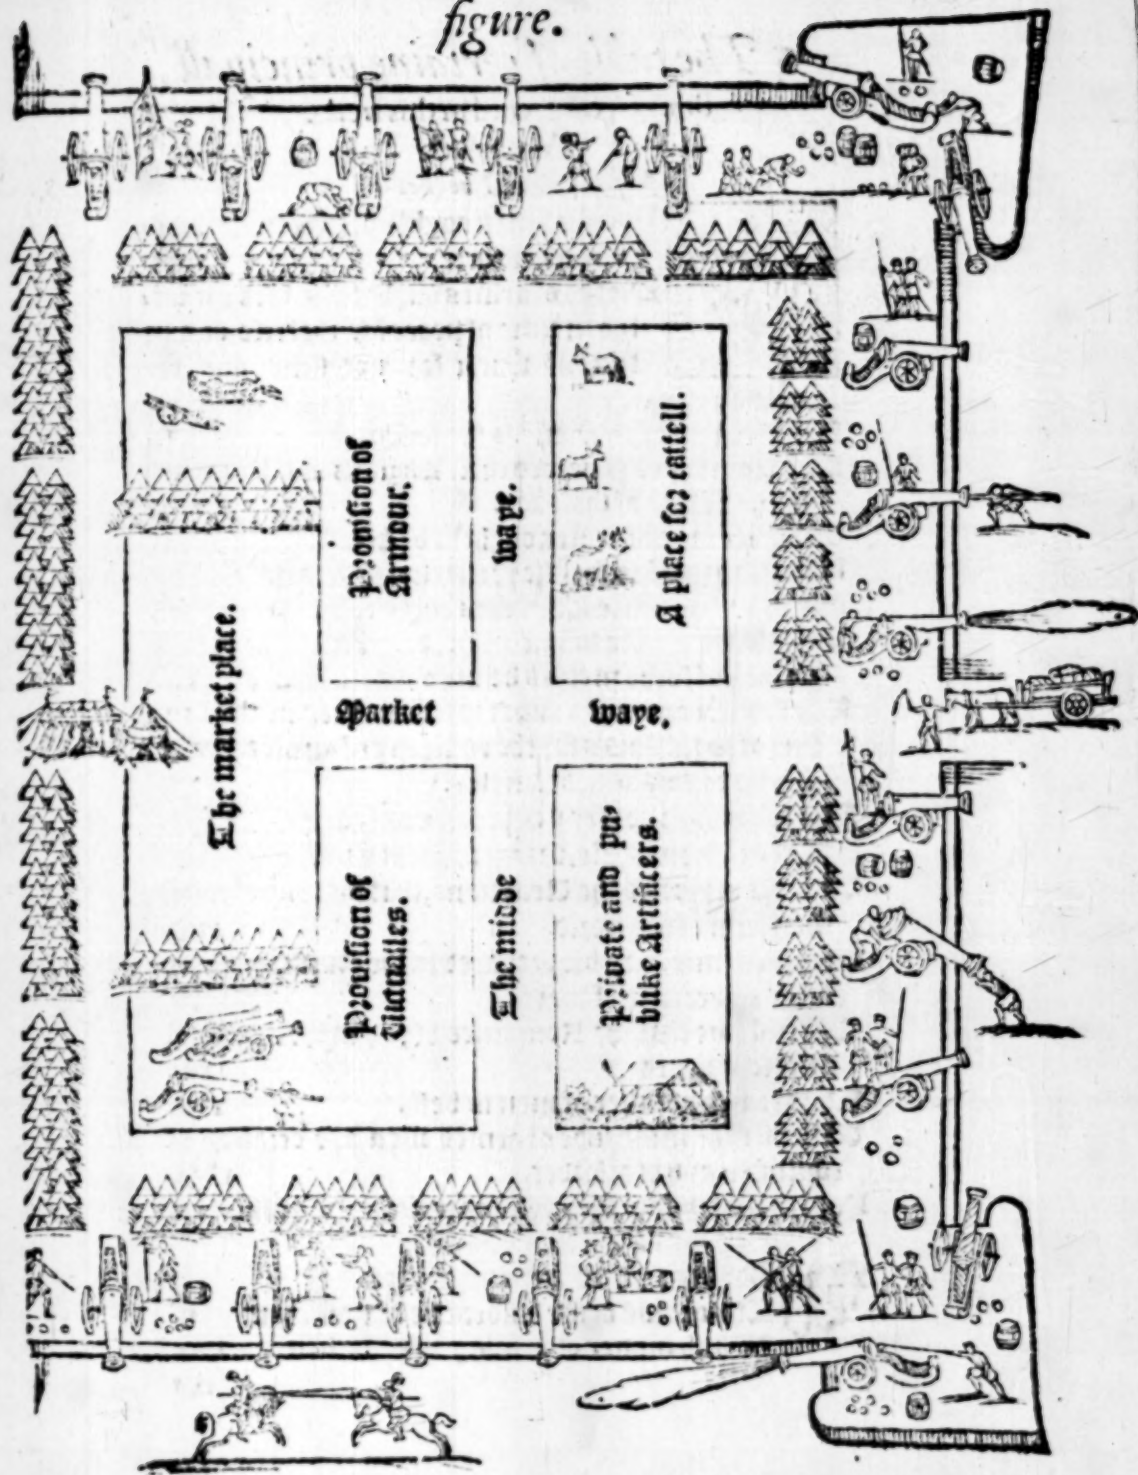 figure.
The market place.
Provision of
Armour.
waye.
A place for cattell.
Market
waye,
Provision of
Uictualles.
The midde
Private and pu-
blike Artificers.